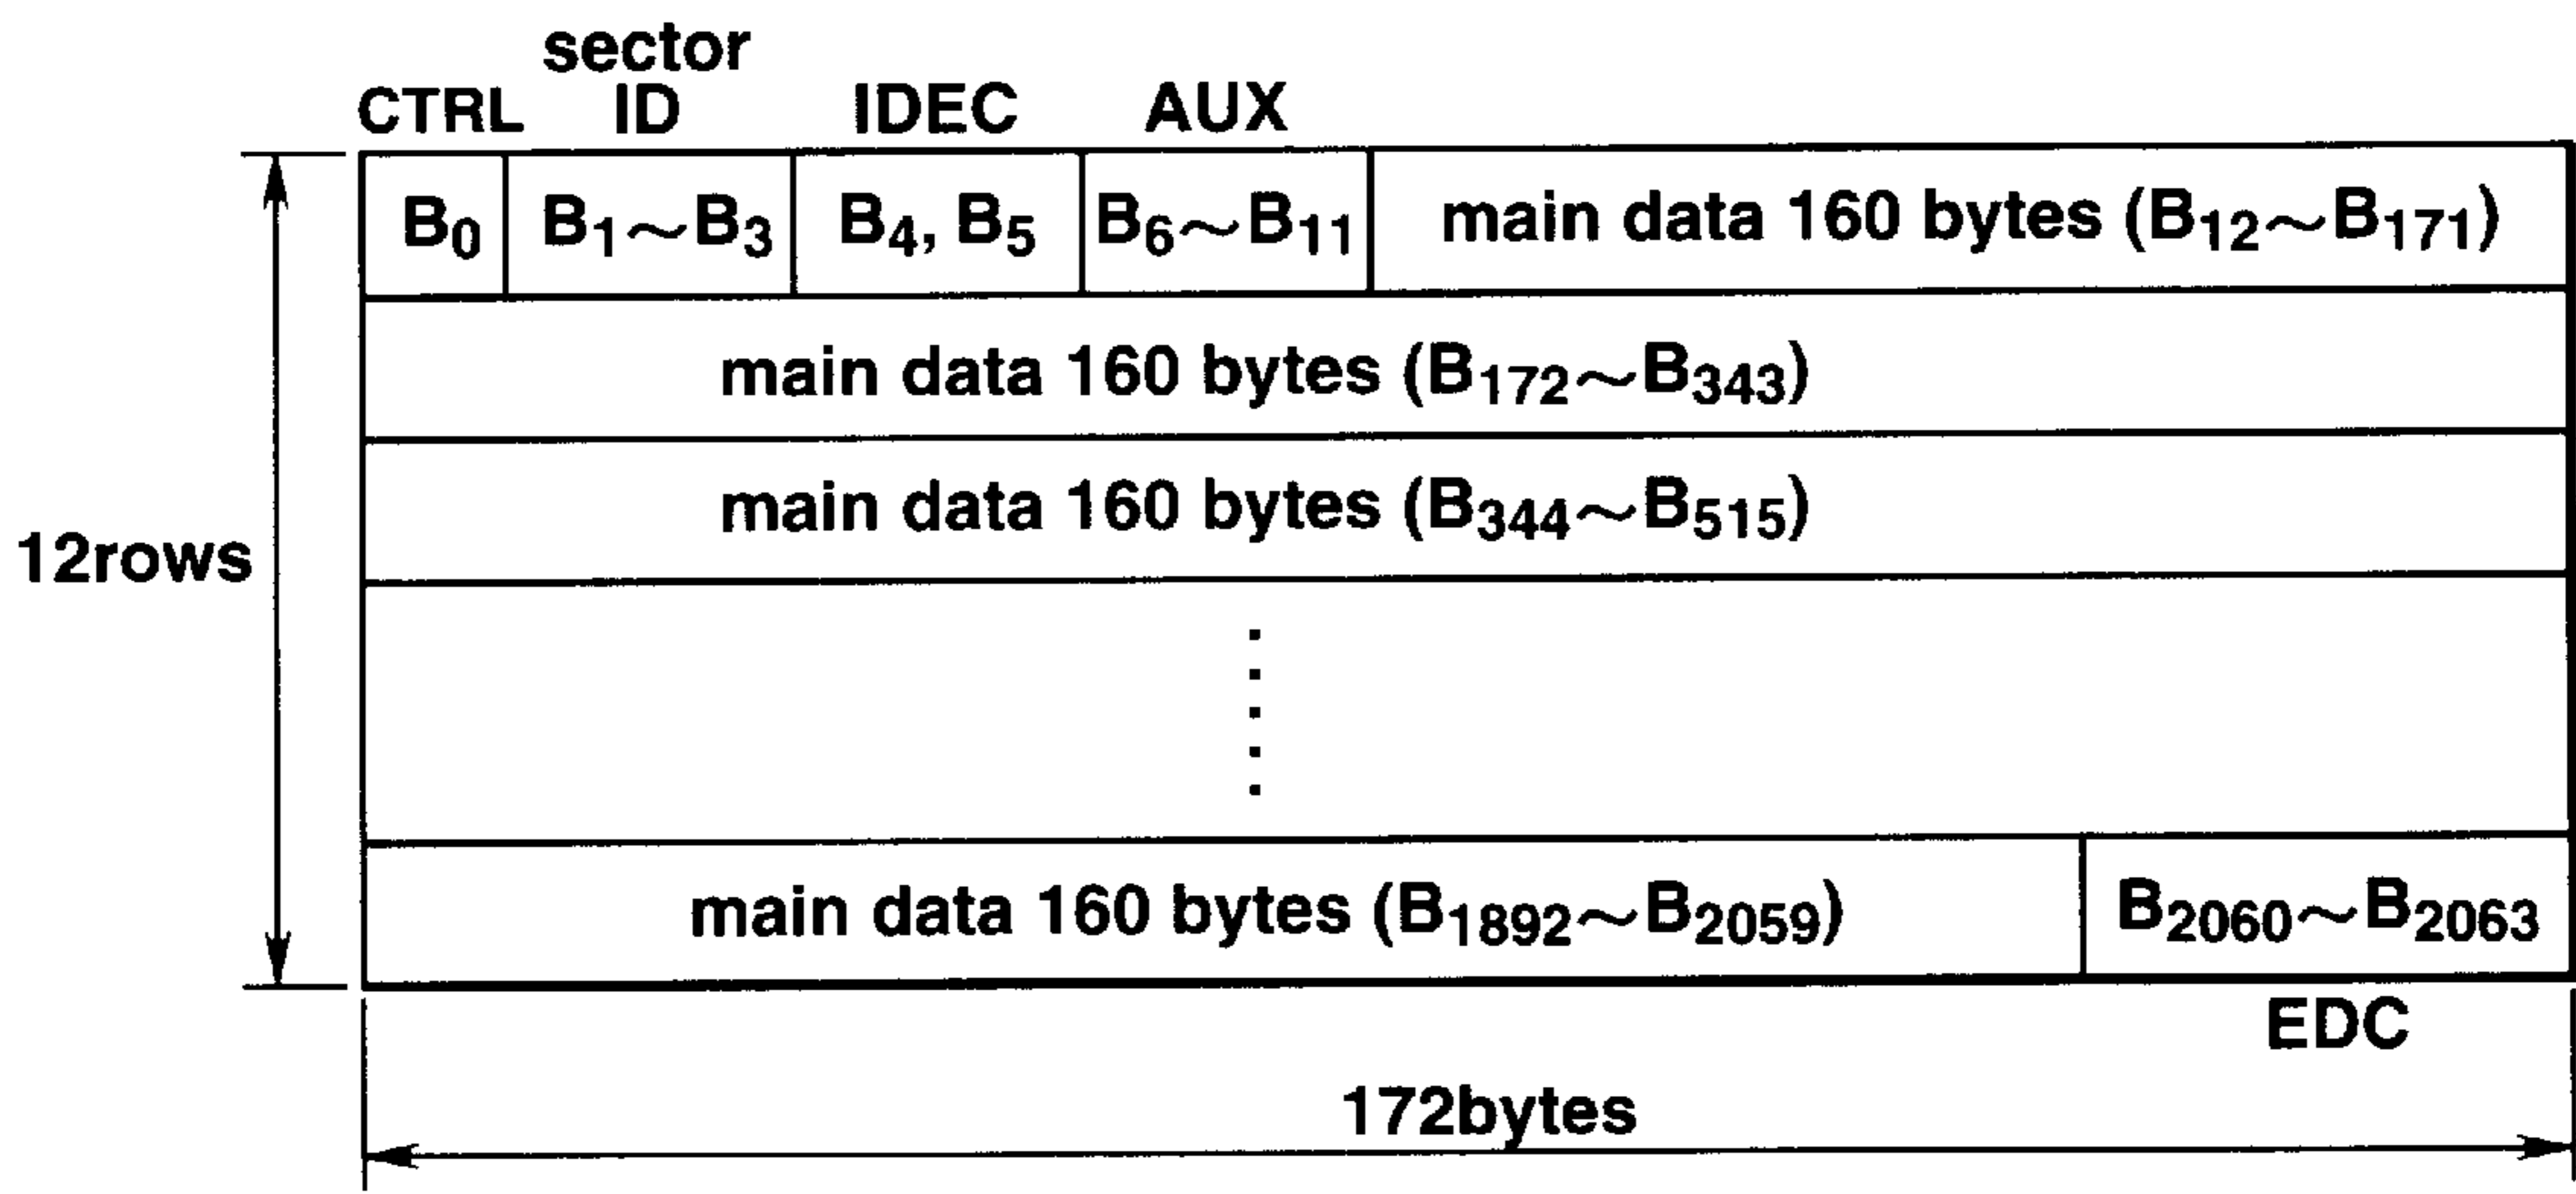 sector
CTRL ID IDEC AUX
B0 B1~B3 B4, B5 B6~B11 main data 160 bytes (B12~B171)
main data 160 bytes (B172~B343)
main data 160 bytes (B344~B515)
12rows
main data 160 bytes (B1892~B2059) B2060~B2063
EDC
172bytes